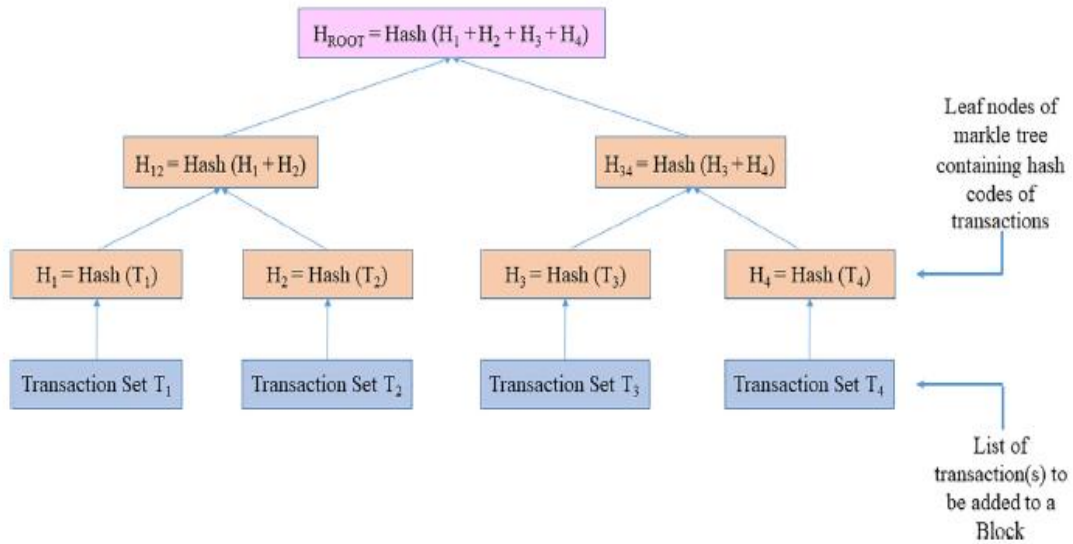 H_ROOT = Hash (H₁ + H₂ + H₃ + H₄)
H₁₂ = Hash (H₁ + H₂)
H₃₄ = Hash (H₃ + H₄)
Leaf nodes of
markle tree
containing hash
codes of
transactions
H₁ = Hash (T₁)
H₂ = Hash (T₂)
H₃ = Hash (T₃)
H₄ = Hash (T₄)
Transaction Set T₁
Transaction Set T₂
Transaction Set T₃
Transaction Set T₄
List of
transaction(s) to
be added to a
Block